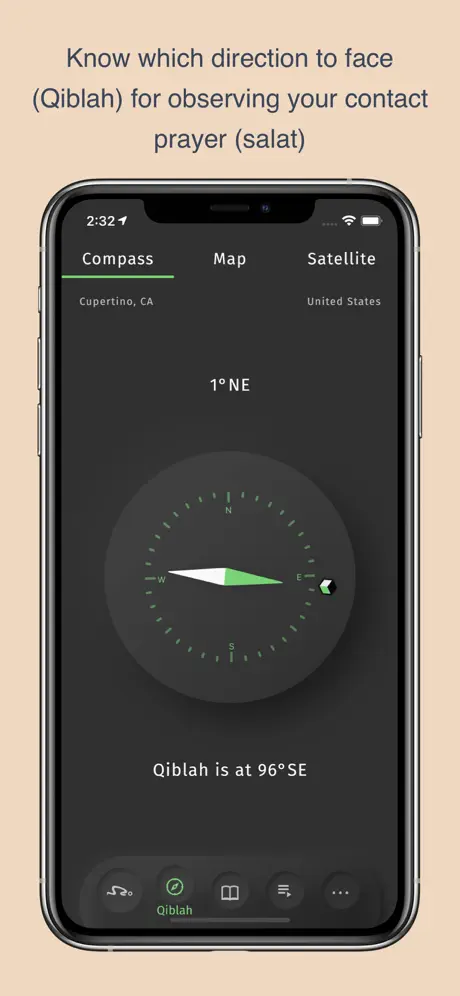 Know which direction to face
(Qiblah) for observing your contact
prayer (salat)
2:32
Compass Map Satellite
Cupertino, CA United States
1° NE
N
W E
S
Qiblah is at 96° SE
Qiblah